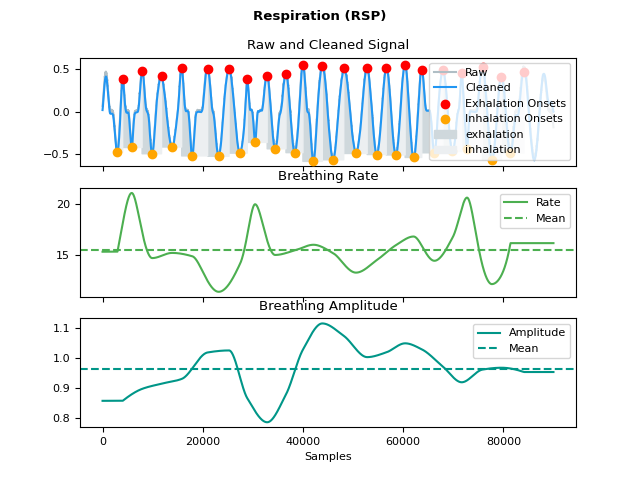 Respiration (RSP)
Raw and Cleaned Signal
0.5
0.0
−0.5
Raw
Cleaned
Exhalation Onsets
Inhalation Onsets
exhalation
inhalation
Breathing Rate
20
15
Rate
Mean
Breathing Amplitude
1.1
1.0
0.9
0.8
Amplitude
Mean
0 20000 40000 60000 80000
Samples